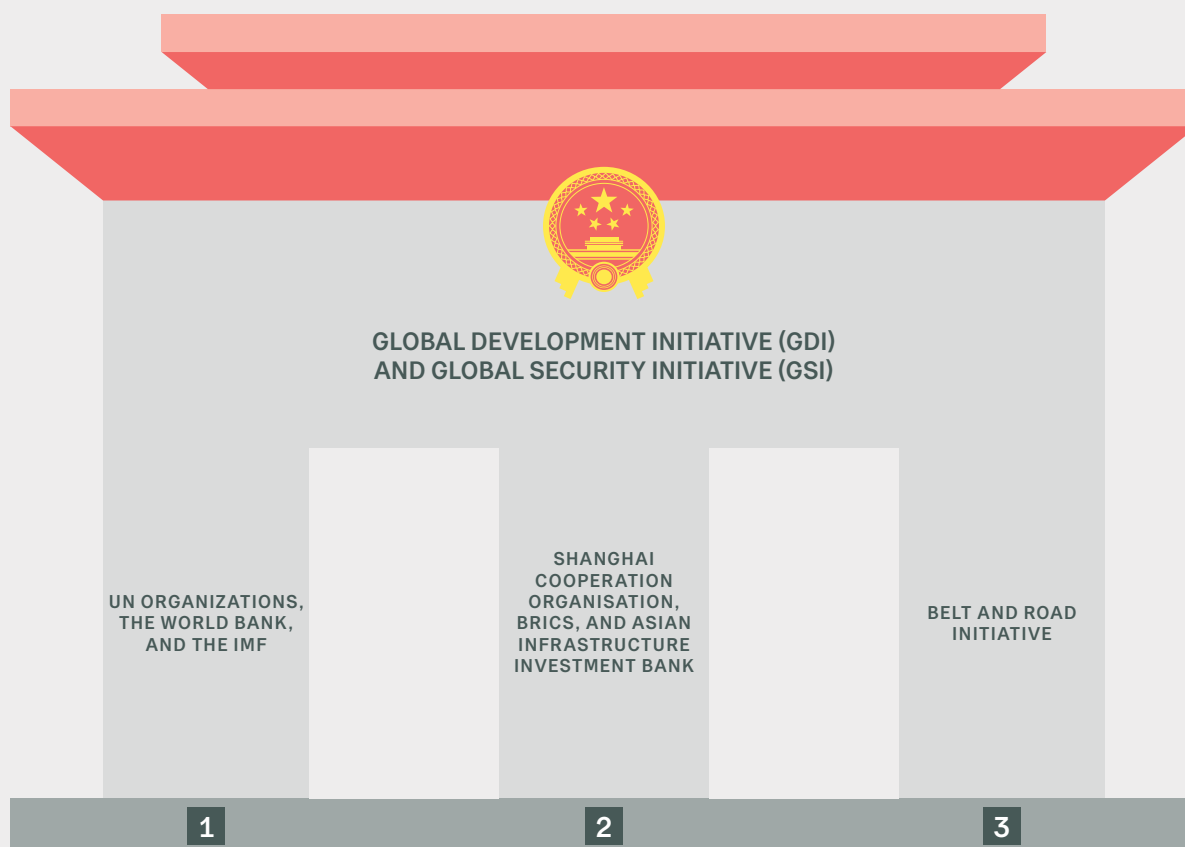 GLOBAL DEVELOPMENT INITIATIVE (GDI)
AND GLOBAL SECURITY INITIATIVE (GSI)
UN ORGANIZATIONS,
THE WORLD BANK,
AND THE IMF
SHANGHAI
COOPERATION
ORGANISATION,
BRICS, AND ASIAN
INFRASTRUCTURE
INVESTMENT BANK
BELT AND ROAD
INITIATIVE
1
2
3